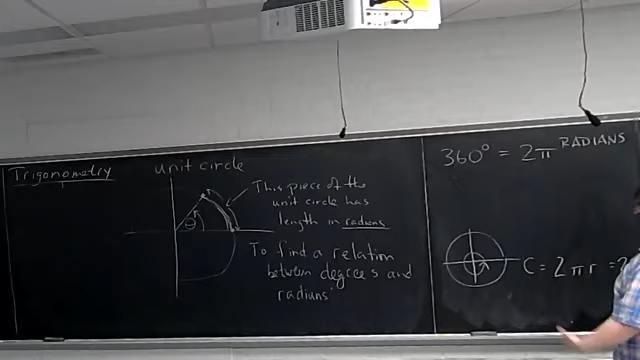 Trigonometry
unit circle
θ
This piece of the
unit circle has
length in radians
To find a relation
between degrees and
radians
360° = 2π RADIANS
C = 2πr = 2